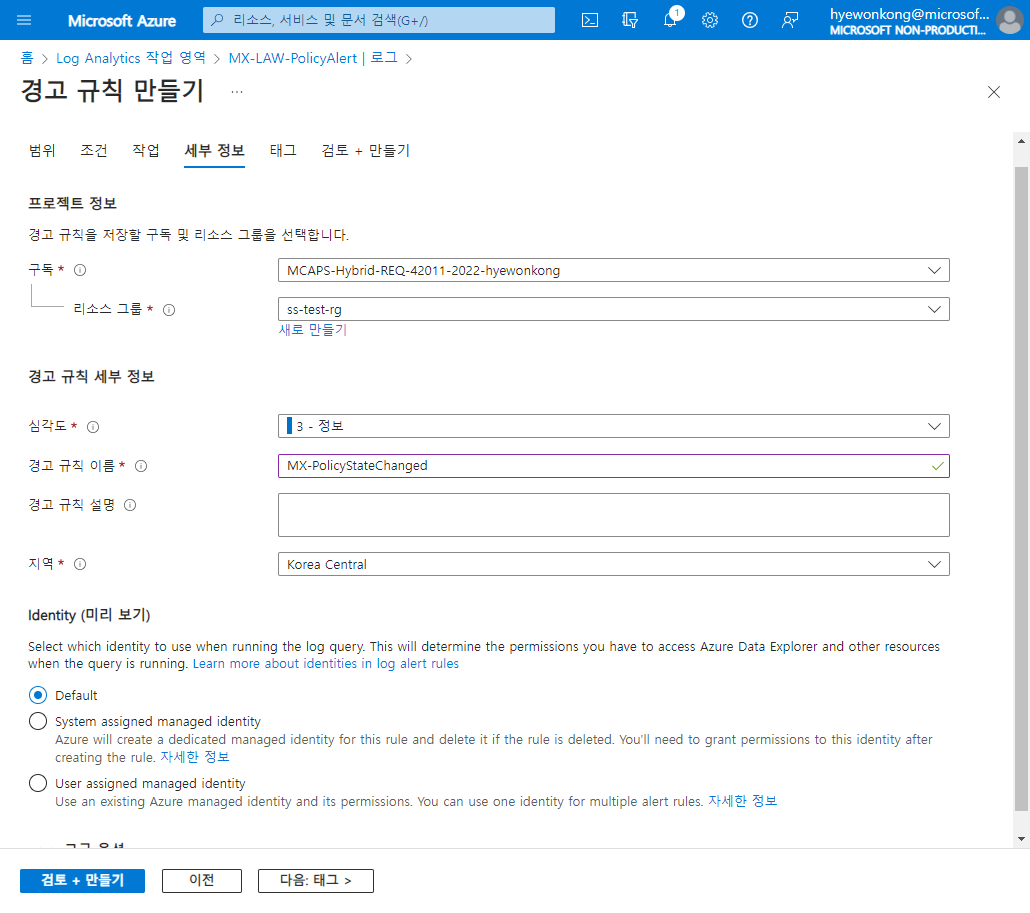 Microsoft Azure
리소스, 서비스 및 문서 검색(G+/)
1
hyewonkong@microsof...
MICROSOFT NON-PRODUCTI...
홈 > Log Analytics 작업 영역 > MX-LAW-PolicyAlert | 로그 >
경고 규칙 만들기 ...
범위 조건 작업 세부 정보 태그 검토 + 만들기
프로젝트 정보
경고 규칙을 저장할 구독 및 리소스 그룹을 선택합니다.
구독 * MCAPS-Hybrid-REQ-42011-2022-hyewonkong
리소스 그룹 * ss-test-rg
새로 만들기
경고 규칙 세부 정보
심각도 * 3 - 정보
경고 규칙 이름 * MX-PolicyStateChanged
경고 규칙 설명
지역 * Korea Central
Identity (미리 보기)
Select which identity to use when running the log query. This will determine the permissions you have to access Azure Data Explorer and other resources
when the query is running. Learn more about identities in log alert rules
Default
System assigned managed identity
Azure will create a dedicated managed identity for this rule and delete it if the rule is deleted. You'll need to grant permissions to this identity after
creating the rule. 자세한 정보
User assigned managed identity
Use an existing Azure managed identity and its permissions. You can use one identity for multiple alert rules. 자세한 정보
검토 + 만들기 이전 다음: 태그 >